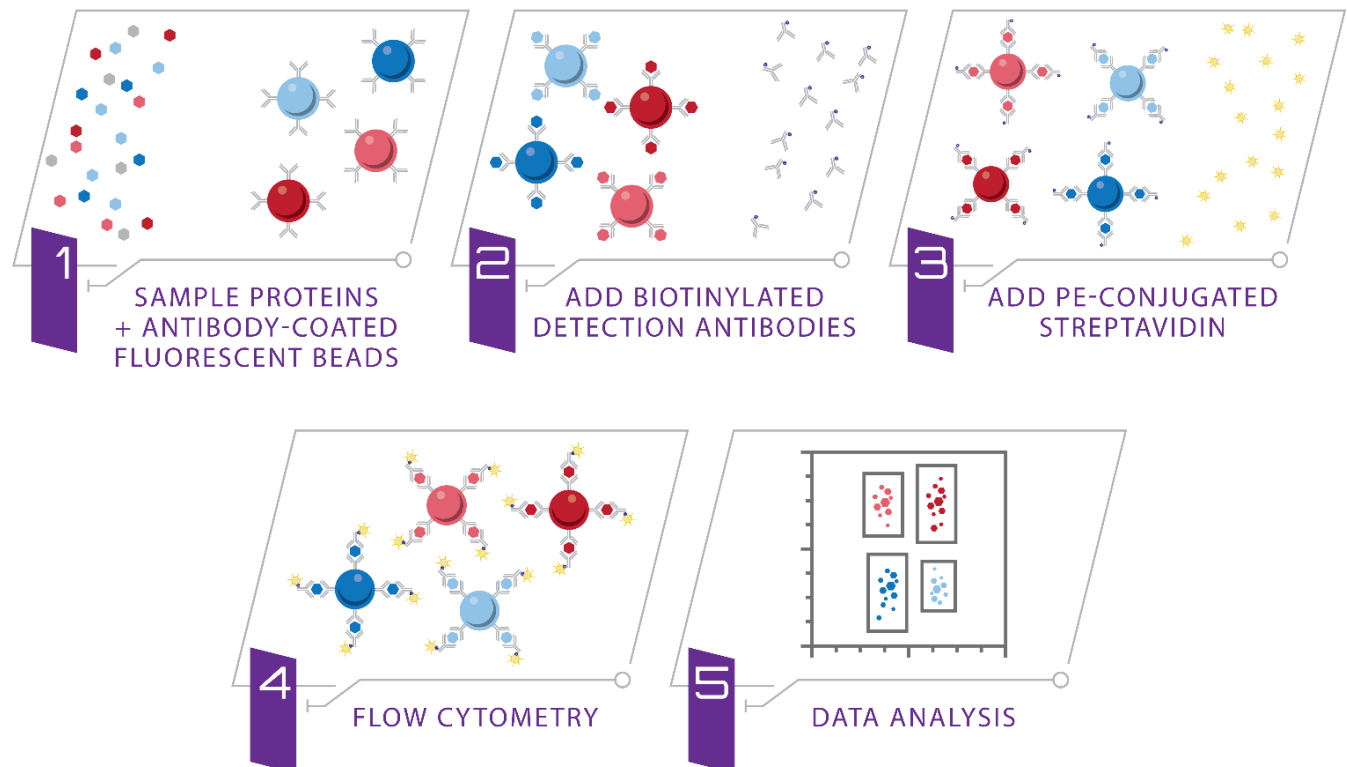 1
SAMPLE PROTEINS
+ ANTIBODY-COATED
FLUORESCENT BEADS
2
ADD BIOTINYLATED
DETECTION ANTIBODIES
3
ADD PE-CONJUGATED
STREPTAVIDIN
4
FLOW CYTOMETRY
5
DATA ANALYSIS